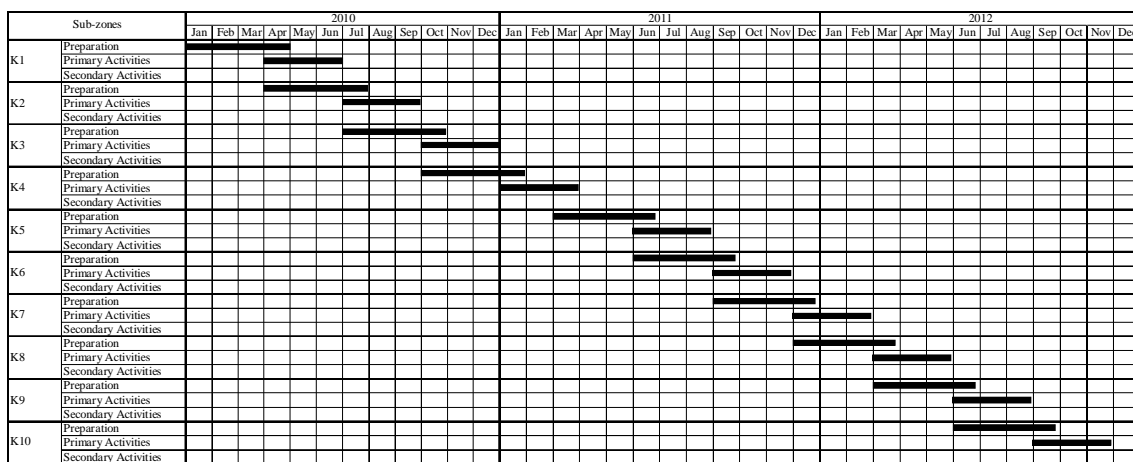 Sub-zones 2010 2011 2012
Jan Feb Mar Apr May Jun Jul Aug Sep Oct Nov Dec Jan Feb Mar Apr May Jun Jul Aug Sep Oct Nov Dec Jan Feb Mar Apr May Jun Jul Aug Sep Oct Nov Dec
K1 Preparation
Primary Activities
Secondary Activities
K2 Preparation
Primary Activities
Secondary Activities
K3 Preparation
Primary Activities
Secondary Activities
K4 Preparation
Primary Activities
Secondary Activities
K5 Preparation
Primary Activities
Secondary Activities
K6 Preparation
Primary Activities
Secondary Activities
K7 Preparation
Primary Activities
Secondary Activities
K8 Preparation
Primary Activities
Secondary Activities
K9 Preparation
Primary Activities
Secondary Activities
K10 Preparation
Primary Activities
Secondary Activities